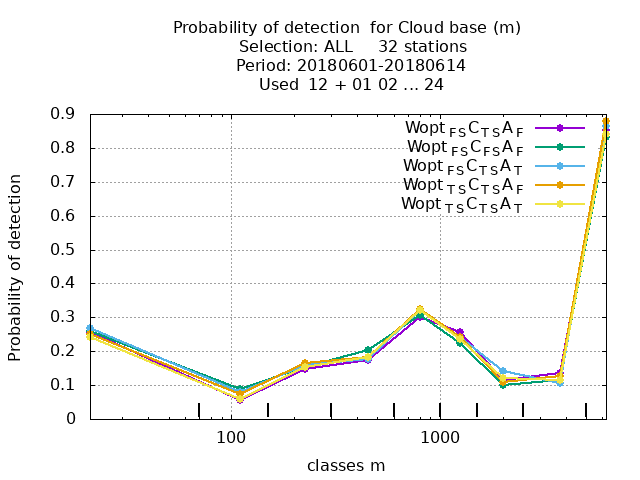 Probability of detection  for Cloud base (m)
Selection: ALL     32 stations
Period: 20180601-20180614
Used  12 + 01 02 ... 24
Probability of detection
0.9
0.8
0.7
0.6
0.5
0.4
0.3
0.2
0.1
0
Wopt FS C TS A F
Wopt FS C FS A F
Wopt FS C TS A T
Wopt TS C TS A F
Wopt TS C TS A T
100
1000
classes m